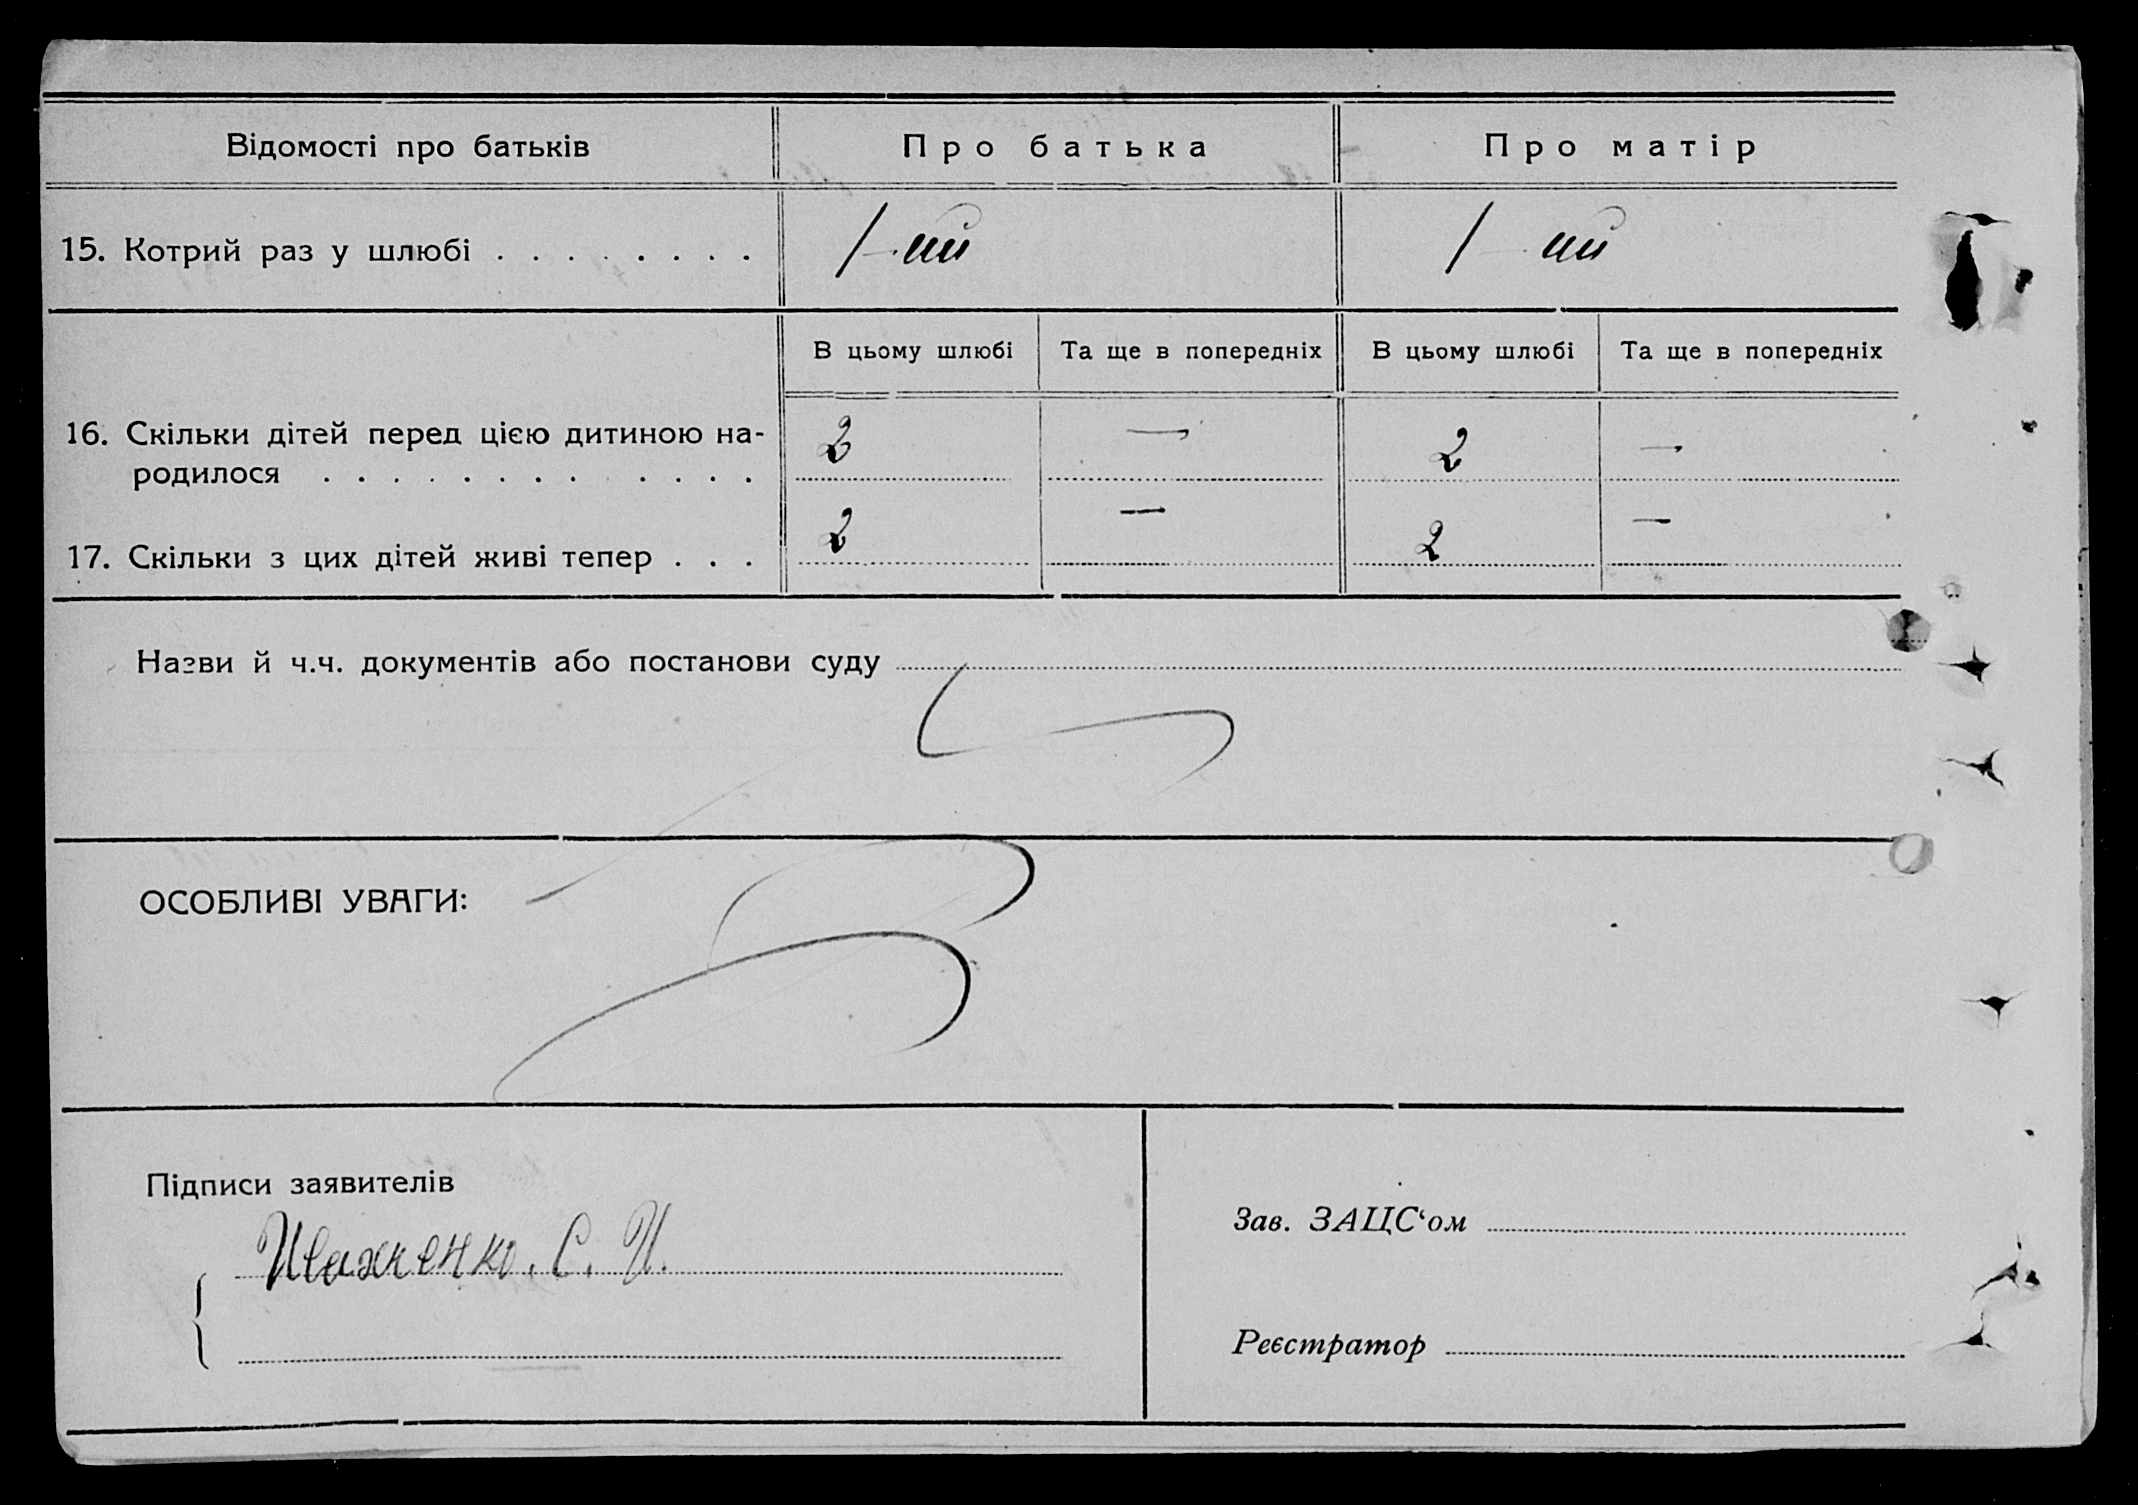 Відомості про батьків Про батька Про матір
15. Котрий раз у шлюбі . . . . . . . . 1-ий 1-ий
В цьому шлюбі Та ще в попередніх В цьому шлюбі Та ще в попередніх
16. Скільки дітей перед цією дитиною на-
родилося . . . . . . . . . . . . 2 — 2 —
17. Скільки з цих дітей живі тепер . . . 2 — 2 —
Назви й ч.ч. документів або постанови суду
ОСОБЛИВІ УВАГИ:
Підписи заявителів
С. И.
Зав. ЗАЦС‘ом
Реєстратор